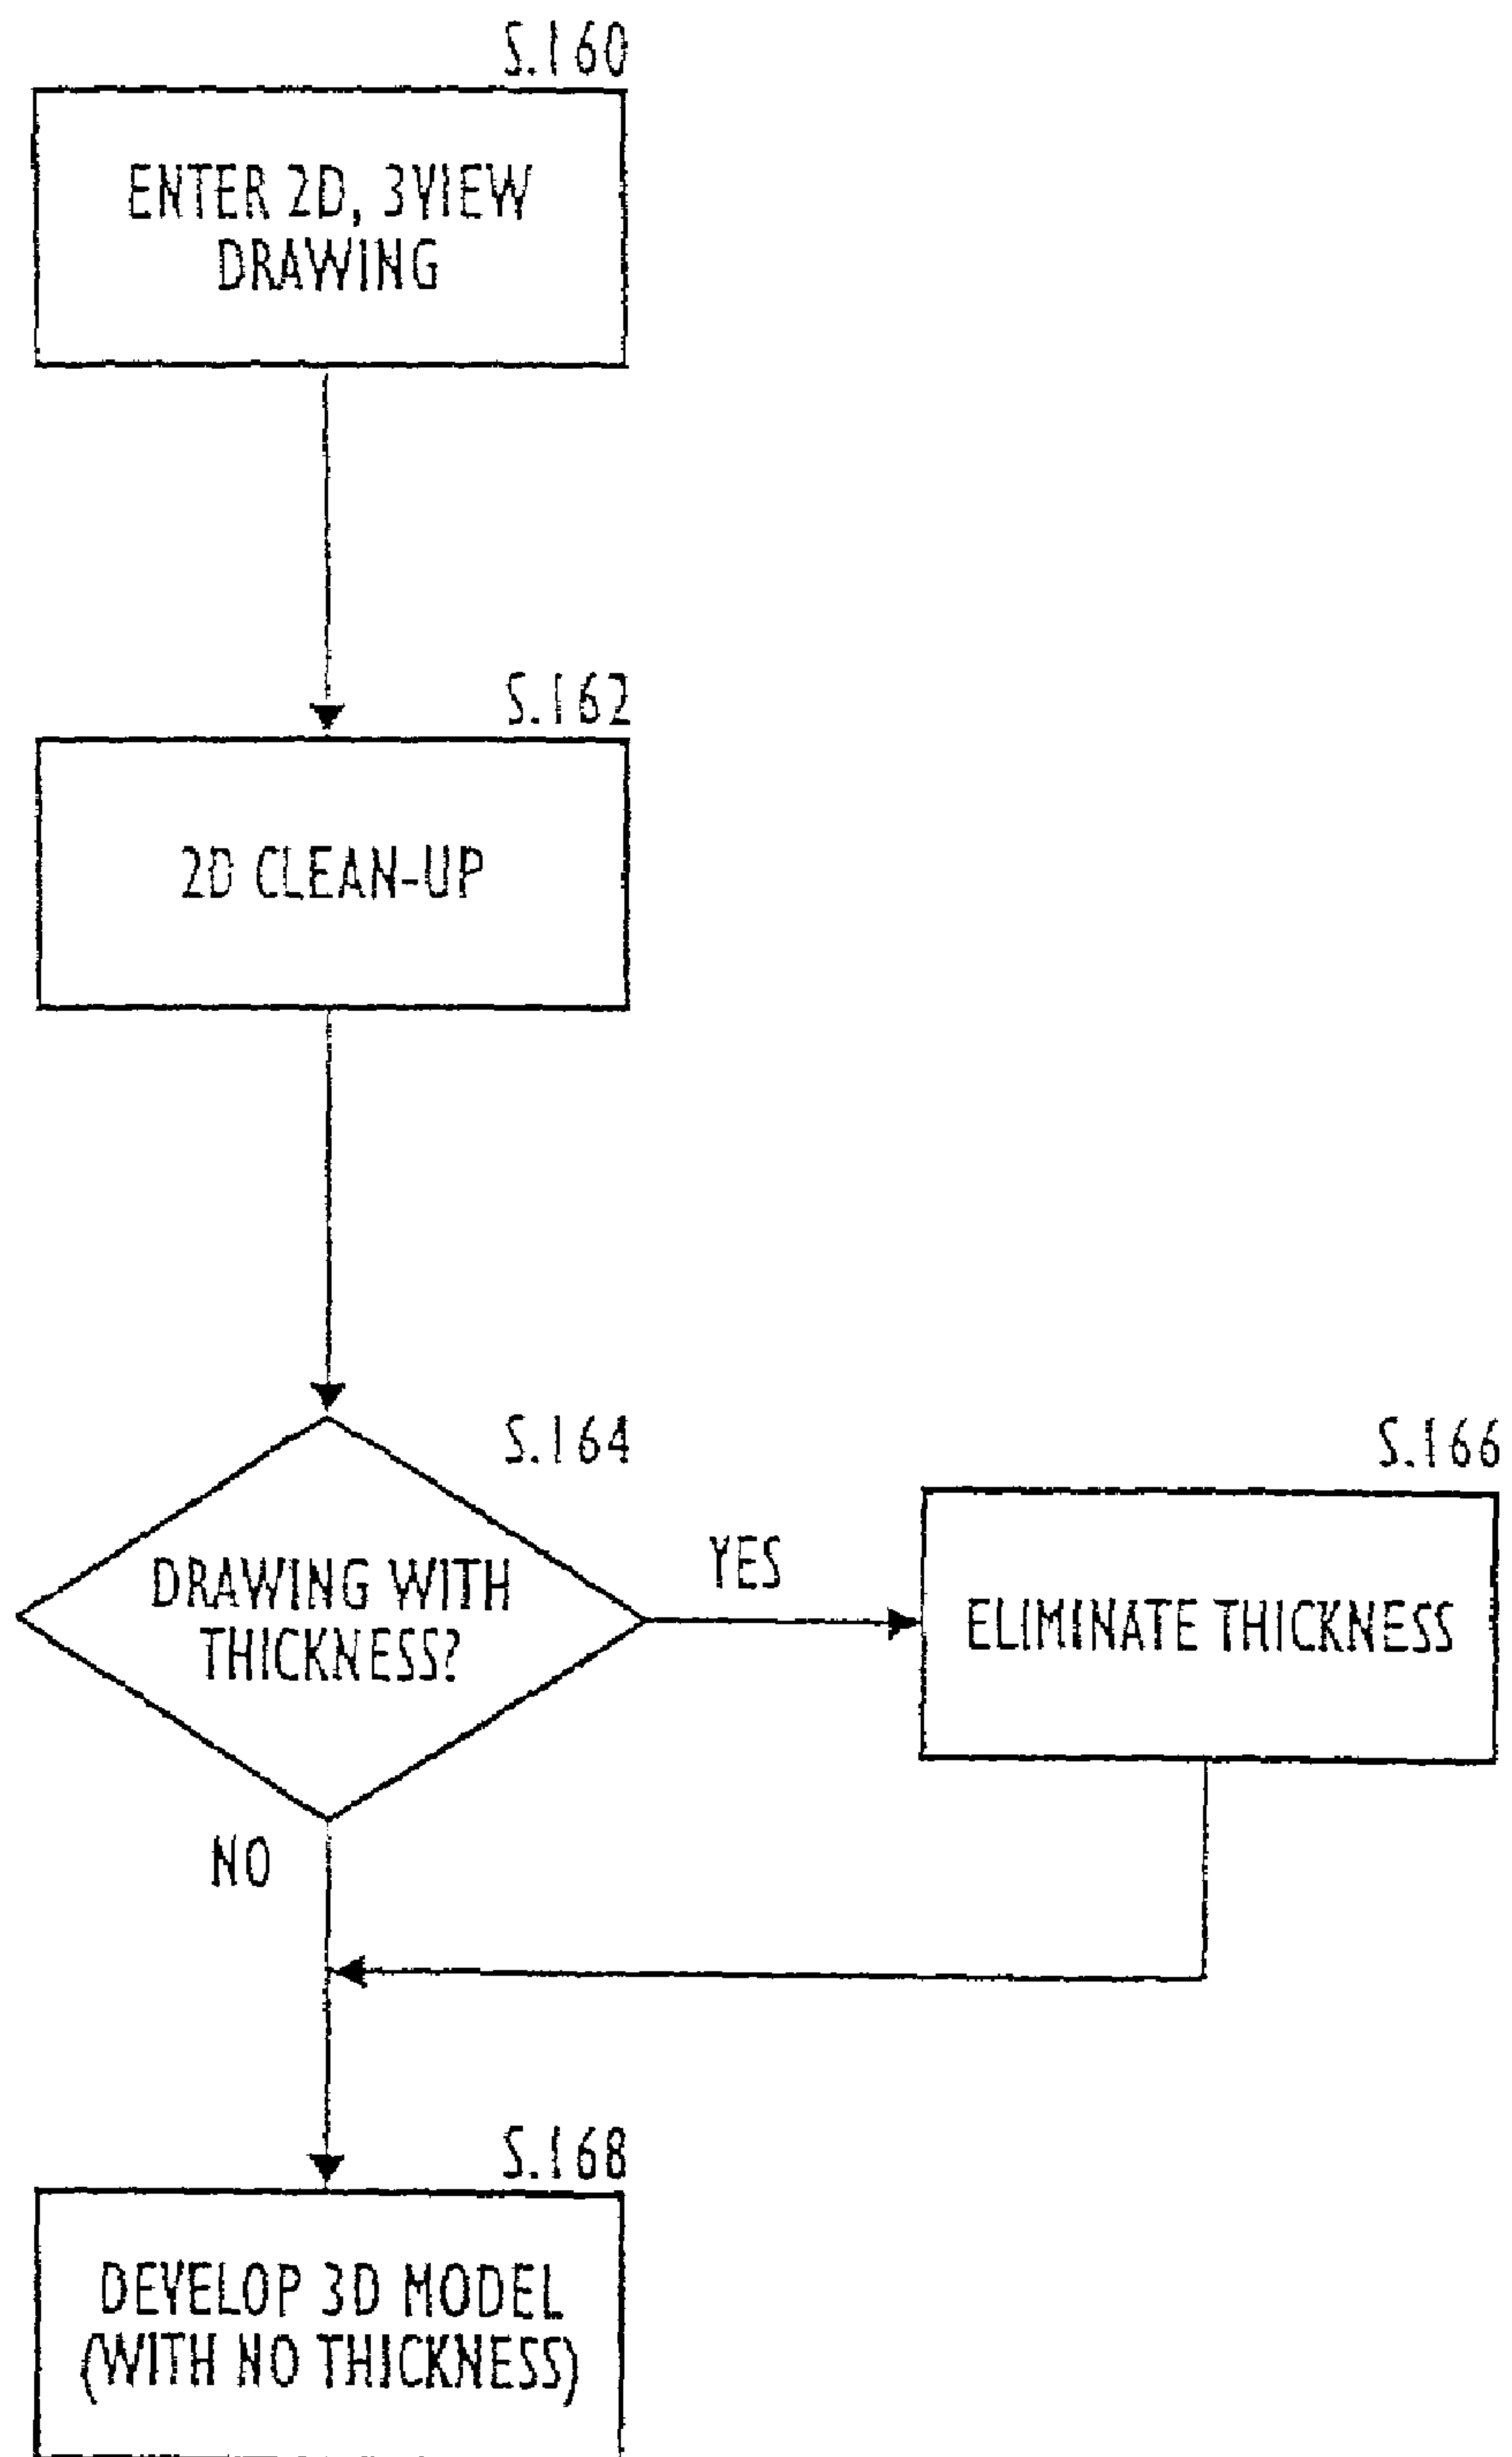 S.160
ENTER 2D, 3VIEW
DRAWING
S.162
2D CLEAN-UP
S.164
DRAWING WITH
THICKNESS?
YES
S.166
ELIMINATE THICKNESS
NO
S.168
DEVELOP 3D MODEL
(WITH NO THICKNESS)